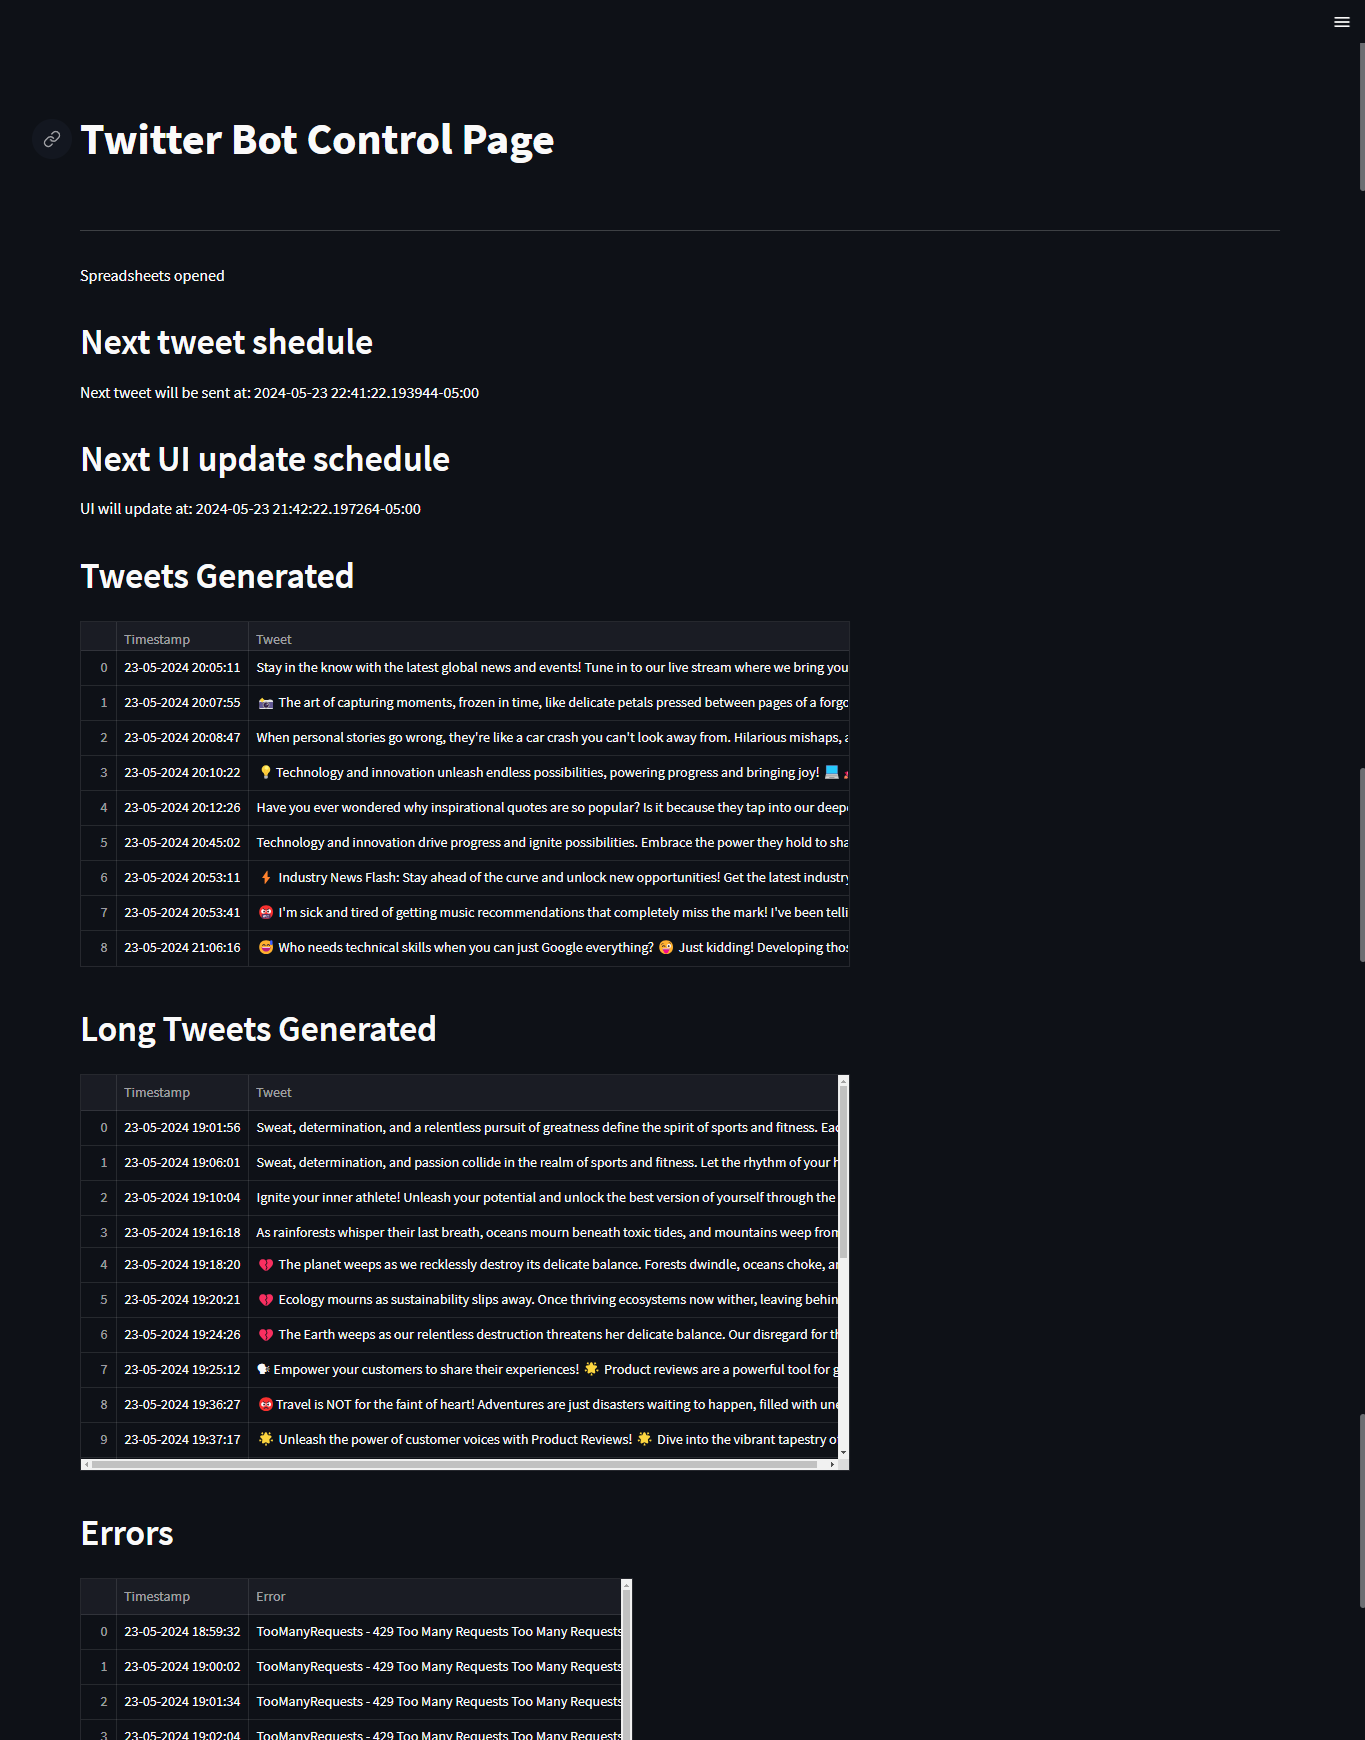 Twitter Bot Control Page
Spreadsheets opened
Next tweet shedule
Next tweet will be sent at: 2024-05-23 22:41:22.193944-05:00
Next UI update schedule
UI will update at: 2024-05-23 21:42:22.197264-05:00
Tweets Generated
Timestamp Tweet
0 23-05-2024 20:05:11 Stay in the know with the latest global news and events! Tune in to our live stream where we bring you
1 23-05-2024 20:07:55 📸 The art of capturing moments, frozen in time, like delicate petals pressed between pages of a forgo
2 23-05-2024 20:08:47 When personal stories go wrong, they're like a car crash you can't look away from. Hilarious mishaps, a
3 23-05-2024 20:10:22 💡 Technology and innovation unleash endless possibilities, powering progress and bringing joy! 💻
4 23-05-2024 20:12:26 Have you ever wondered why inspirational quotes are so popular? Is it because they tap into our deepe
5 23-05-2024 20:45:02 Technology and innovation drive progress and ignite possibilities. Embrace the power they hold to sha
6 23-05-2024 20:53:11 ⚡ Industry News Flash: Stay ahead of the curve and unlock new opportunities! Get the latest industry
7 23-05-2024 20:53:41 🤬 I'm sick and tired of getting music recommendations that completely miss the mark! I've been telli
8 23-05-2024 21:06:16 😅 Who needs technical skills when you can just Google everything? 😜 Just kidding! Developing thos
Long Tweets Generated
Timestamp Tweet
0 23-05-2024 19:01:56 Sweat, determination, and a relentless pursuit of greatness define the spirit of sports and fitness. Eac
1 23-05-2024 19:06:01 Sweat, determination, and passion collide in the realm of sports and fitness. Let the rhythm of your h
2 23-05-2024 19:10:04 Ignite your inner athlete! Unleash your potential and unlock the best version of yourself through the
3 23-05-2024 19:16:18 As rainforests whisper their last breath, oceans mourn beneath toxic tides, and mountains weep from
4 23-05-2024 19:18:20 💔 The planet weeps as we recklessly destroy its delicate balance. Forests dwindle, oceans choke, an
5 23-05-2024 19:20:21 💔 Ecology mourns as sustainability slips away. Once thriving ecosystems now wither, leaving behin
6 23-05-2024 19:24:26 💔 The Earth weeps as our relentless destruction threatens her delicate balance. Our disregard for th
7 23-05-2024 19:25:12 🗣 Empower your customers to share their experiences! 🌟 Product reviews are a powerful tool for g
8 23-05-2024 19:36:27 😡 Travel is NOT for the faint of heart! Adventures are just disasters waiting to happen, filled with une
9 23-05-2024 19:37:17 🌟 Unleash the power of customer voices with Product Reviews! 🌟 Dive into the vibrant tapestry of
Errors
Timestamp Error
0 23-05-2024 18:59:32 TooManyRequests - 429 Too Many Requests Too Many Requests
1 23-05-2024 19:00:02 TooManyRequests - 429 Too Many Requests Too Many Requests
2 23-05-2024 19:01:34 TooManyRequests - 429 Too Many Requests Too Many Requests
3 23-05-2024 19:02:04 TooManyRequests - 429 Too Many Requests Too Many Requests